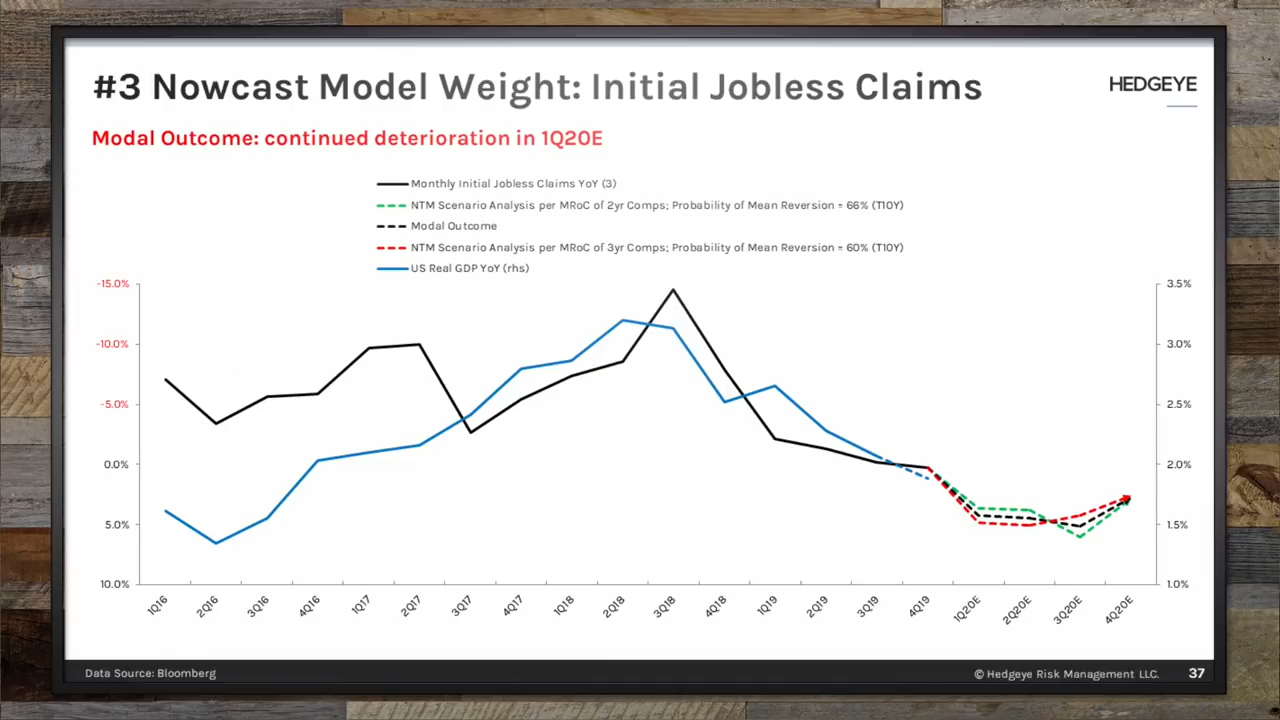 #3 Nowcast Model Weight: Initial Jobless Claims
HEDGEYE
Modal Outcome: continued deterioration in 1Q20E
Monthly Initial Jobless Claims YoY (3)
NTM Scenario Analysis per MRoC of 2yr Comps; Probability of Mean Reversion = 66% (T10Y)
Modal Outcome
NTM Scenario Analysis per MRoC of 3yr Comps; Probability of Mean Reversion = 60% (T10Y)
US Real GDP YoY (rhs)
-15.0%
-10.0%
-5.0%
0.0%
5.0%
10.0%
3.5%
3.0%
2.5%
2.0%
1.5%
1.0%
1Q16
2Q16
3Q16
4Q16
1Q17
2Q17
3Q17
4Q17
1Q18
2Q18
3Q18
4Q18
1Q19
2Q19
3Q19
4Q19
1Q20E
2Q20E
3Q20E
4Q20E
Data Source: Bloomberg
© Hedgeye Risk Management LLC.
37